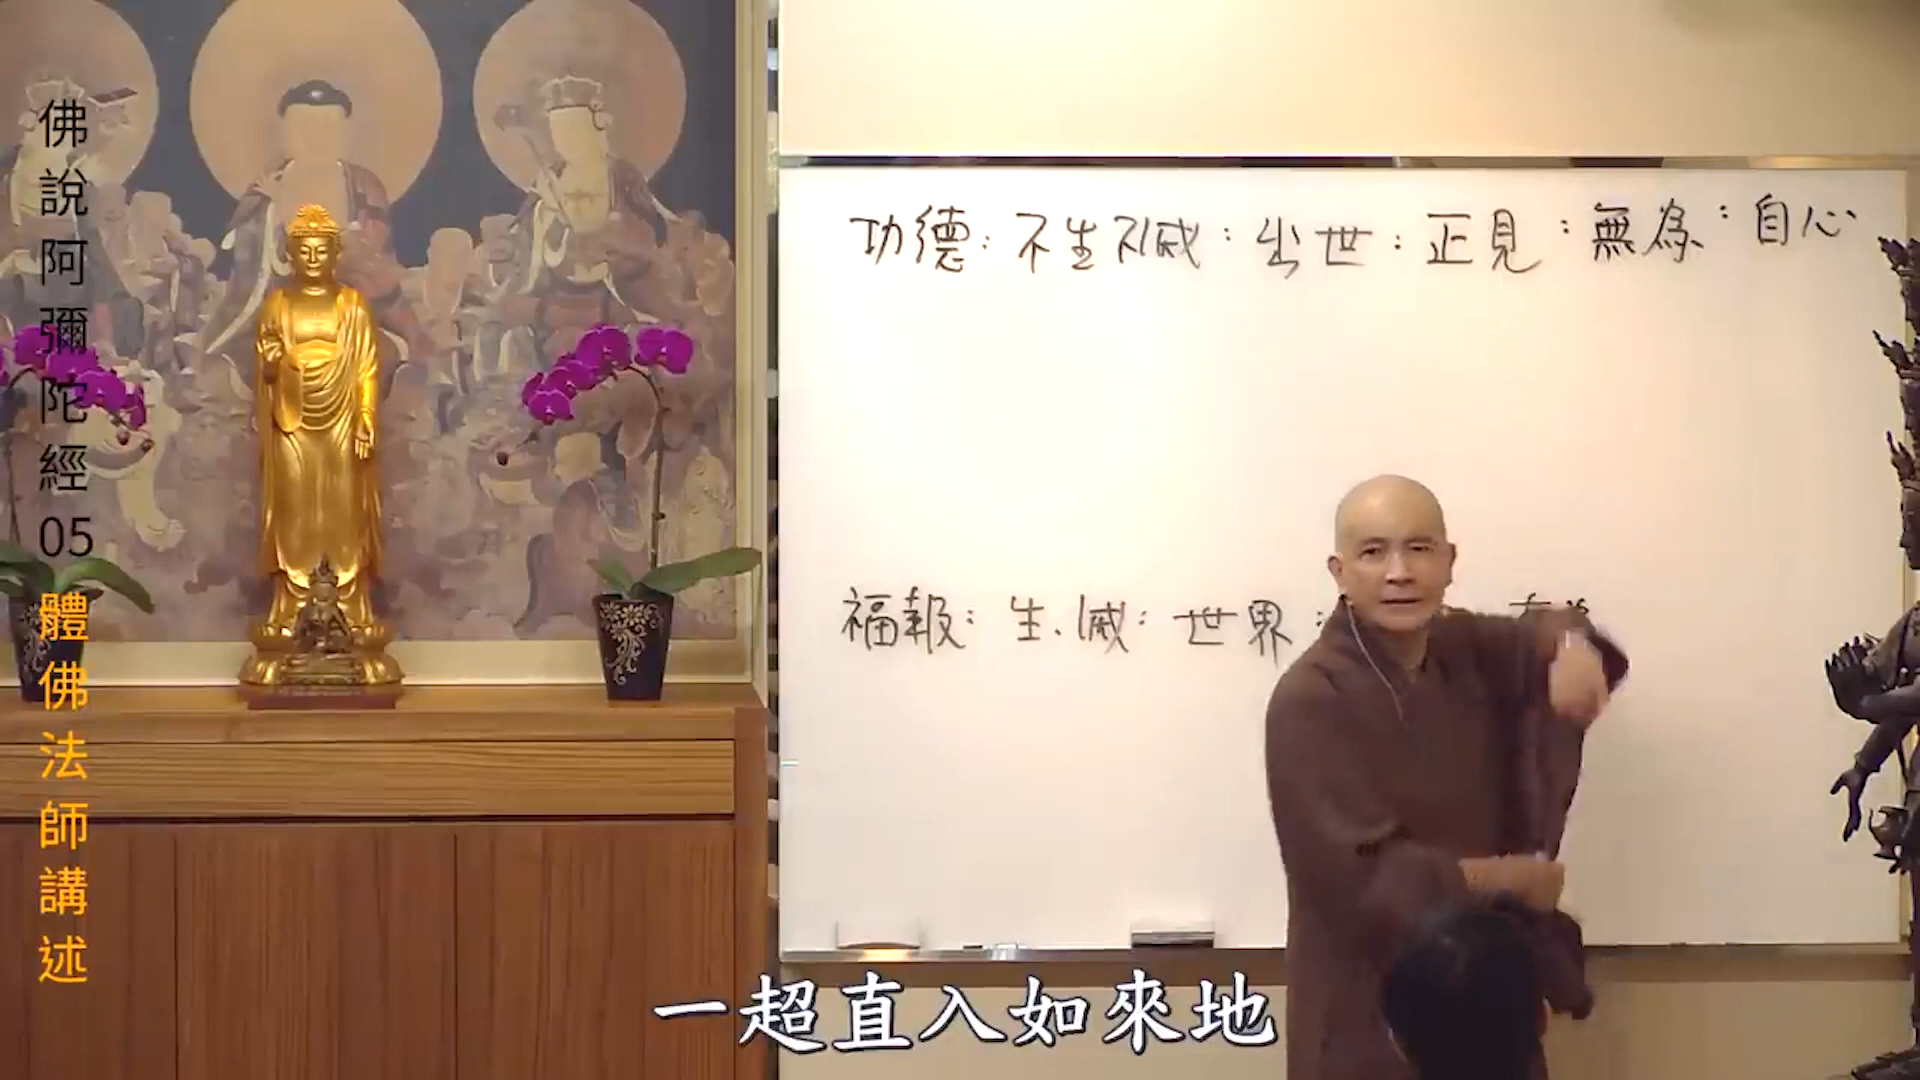 佛說阿彌陀經05 體佛法師講述
功德：不生不滅：出世：正見：無為：自心
福報：生、滅：世界：
一超直入如來地